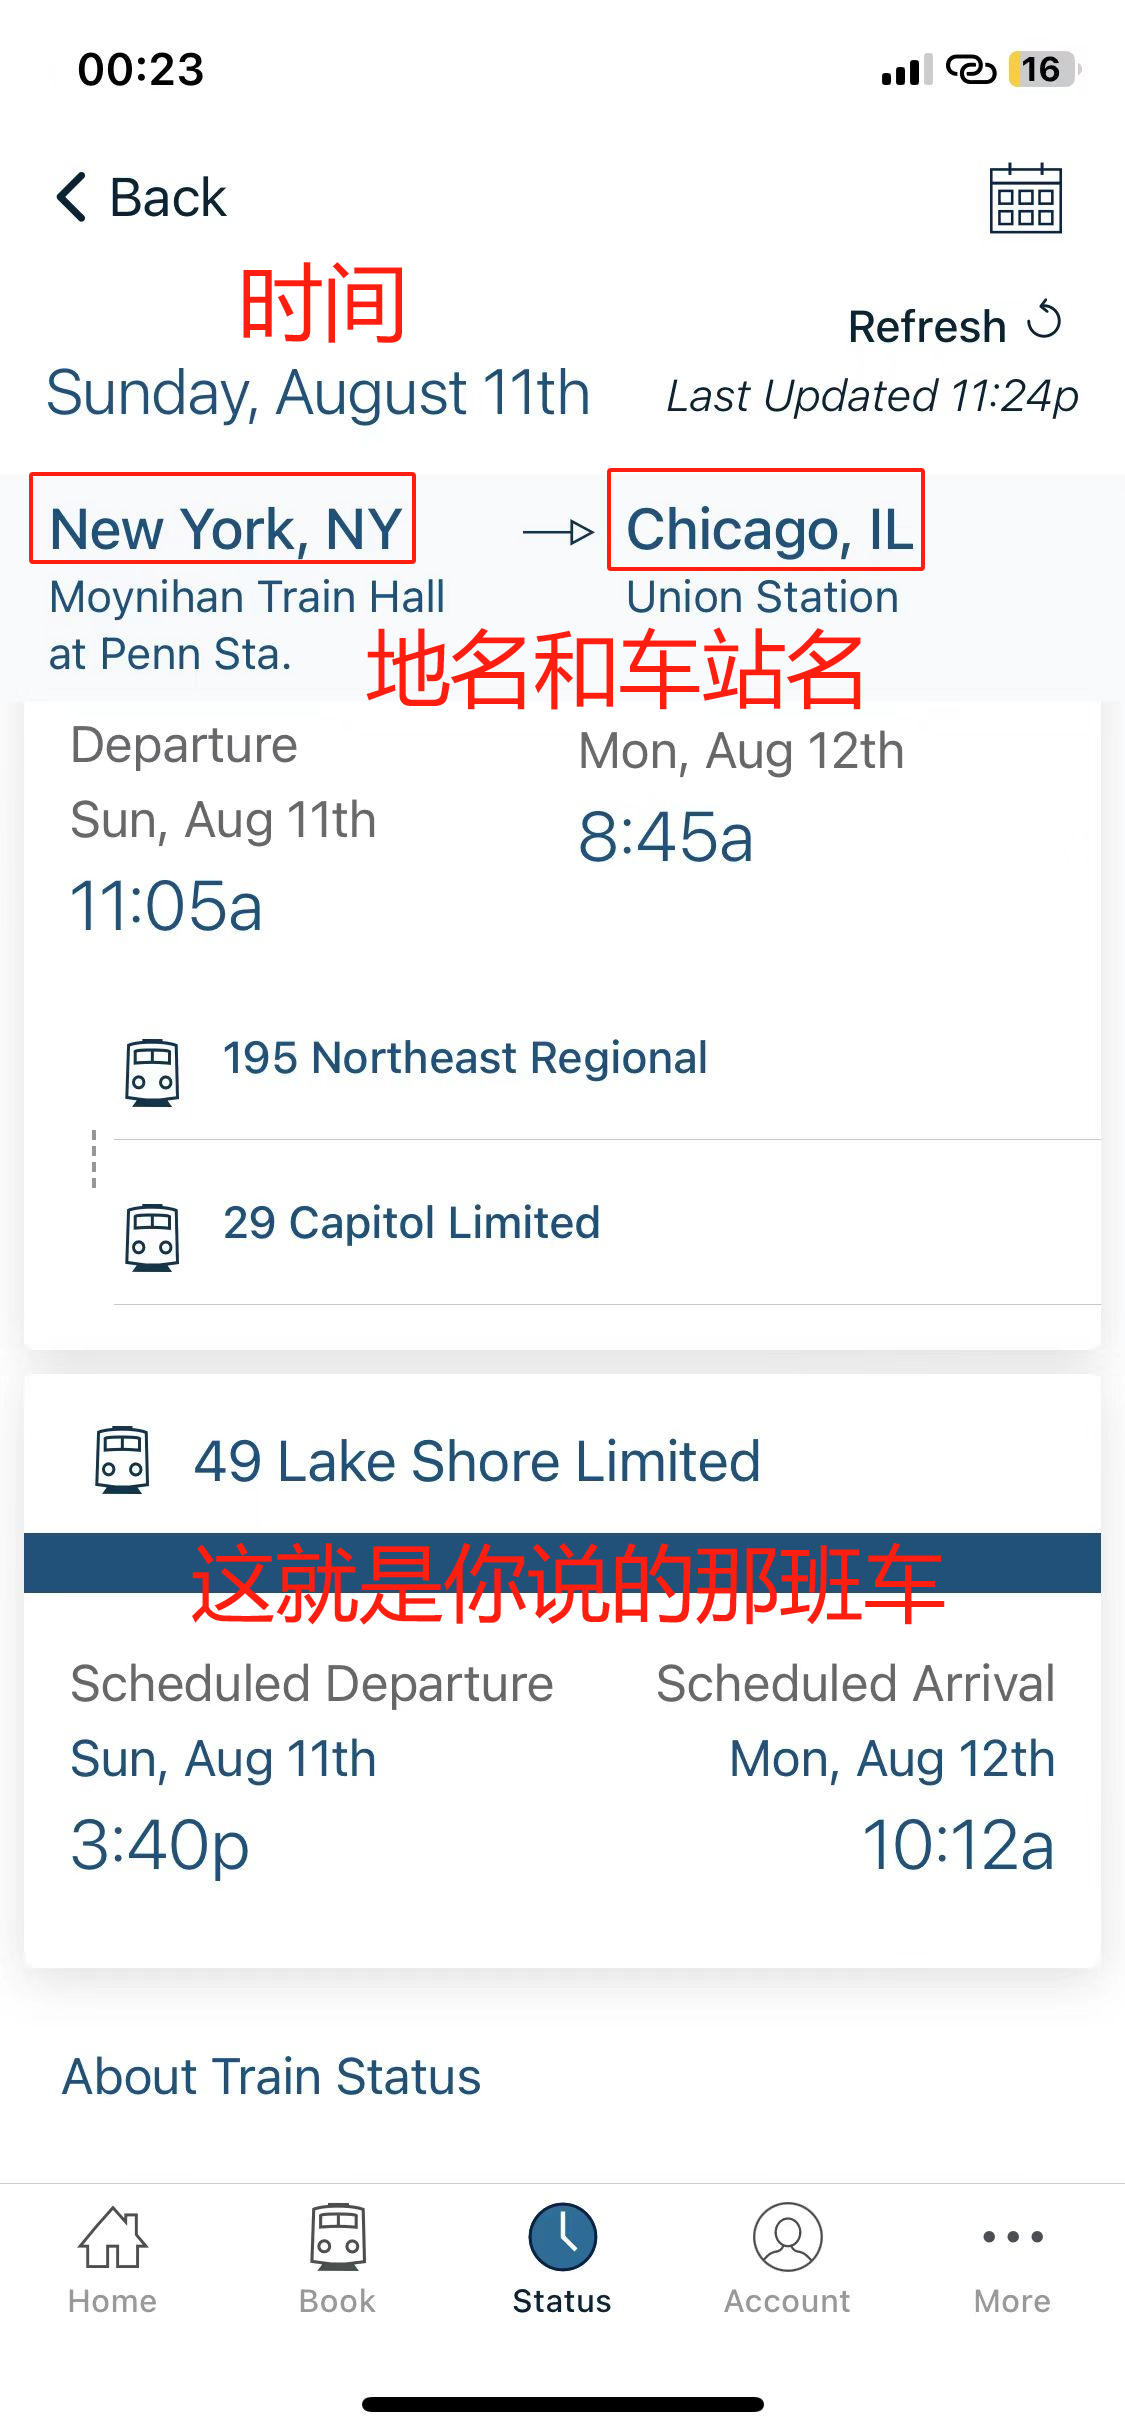 00:23
16
Back
时间
Refresh
Sunday, August 11th
Last Updated 11:24p
New York, NY
Chicago, IL
Moynihan Train Hall
at Penn Sta.
Union Station
地名和车站名
Departure
Sun, Aug 11th
11:05a
Mon, Aug 12th
8:45a
195 Northeast Regional
29 Capitol Limited
49 Lake Shore Limited
这就是你说的那班车
Scheduled Departure
Sun, Aug 11th
3:40p
Scheduled Arrival
Mon, Aug 12th
10:12a
About Train Status
Home
Book
Status
Account
More